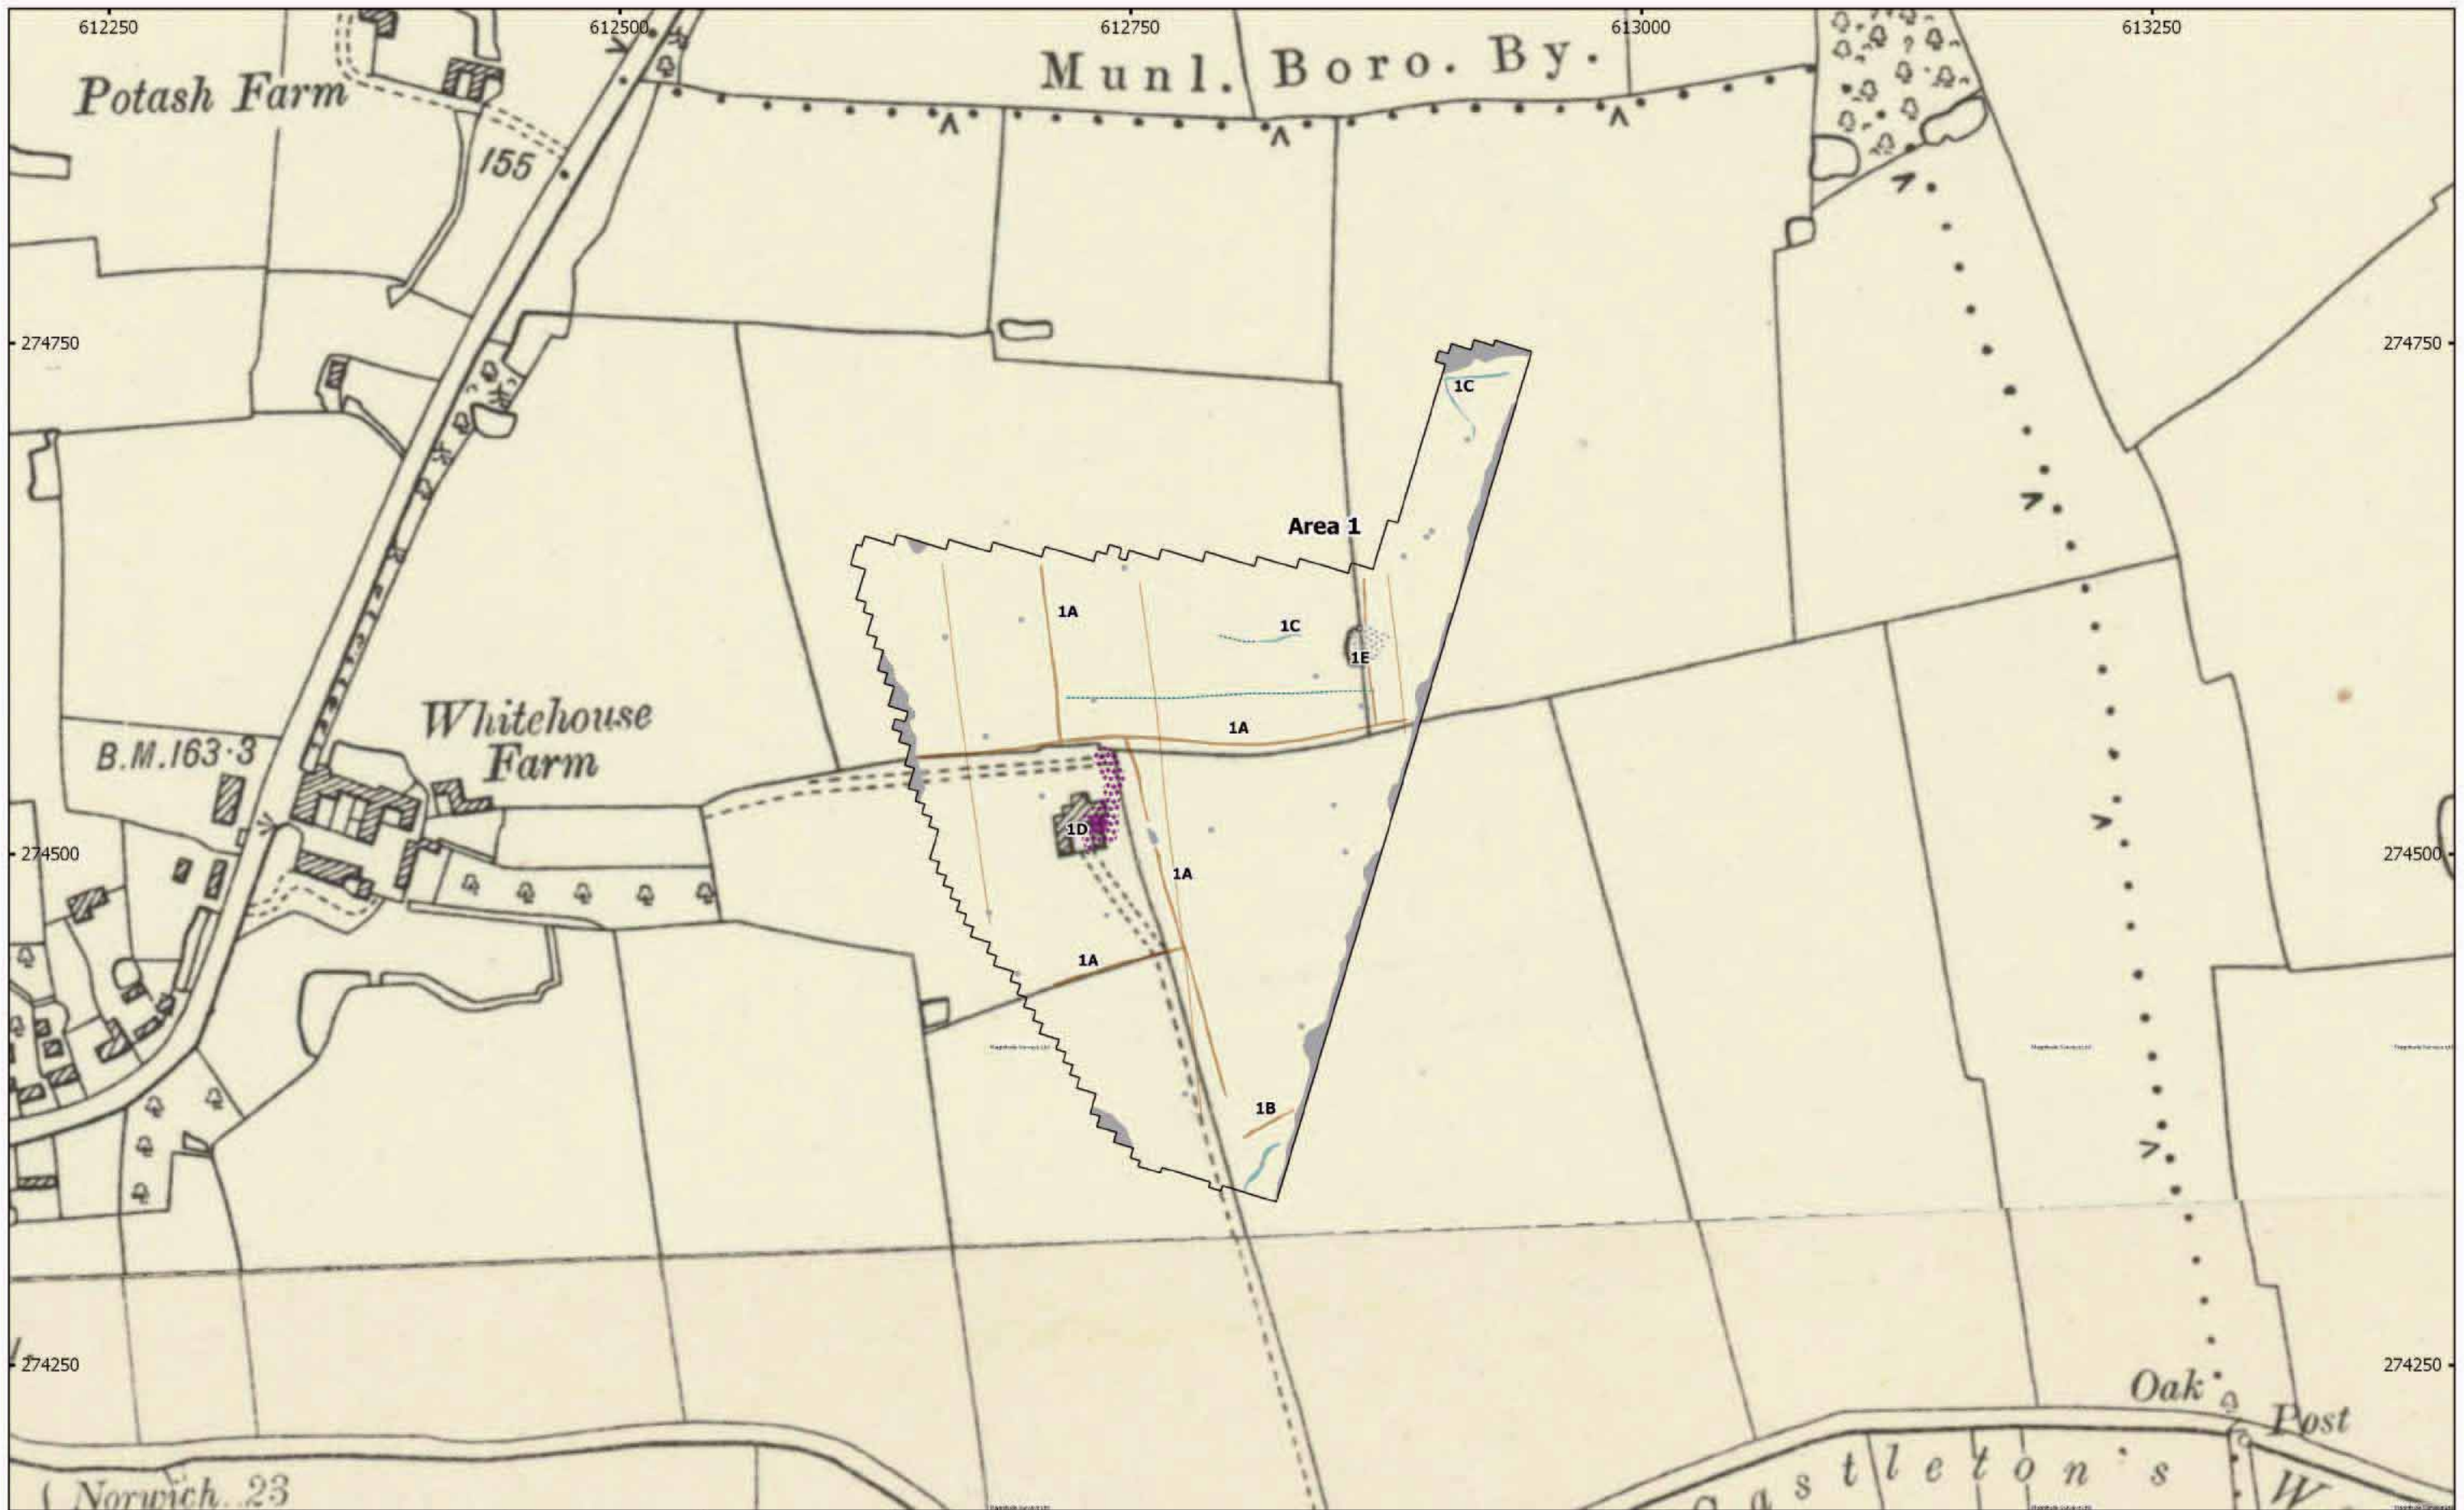 612250
612500
612750
613000
613250
Munl. Boro. By.
Potash Farm
155
274750
274750
1C
Area 1
1A
1C
1E
Whitehouse
Farm
B.M.163·3
1A
1D
274500
274500
1A
1A
1B
274250
274250
Oak
Post
Norwich 23
astleton's
W